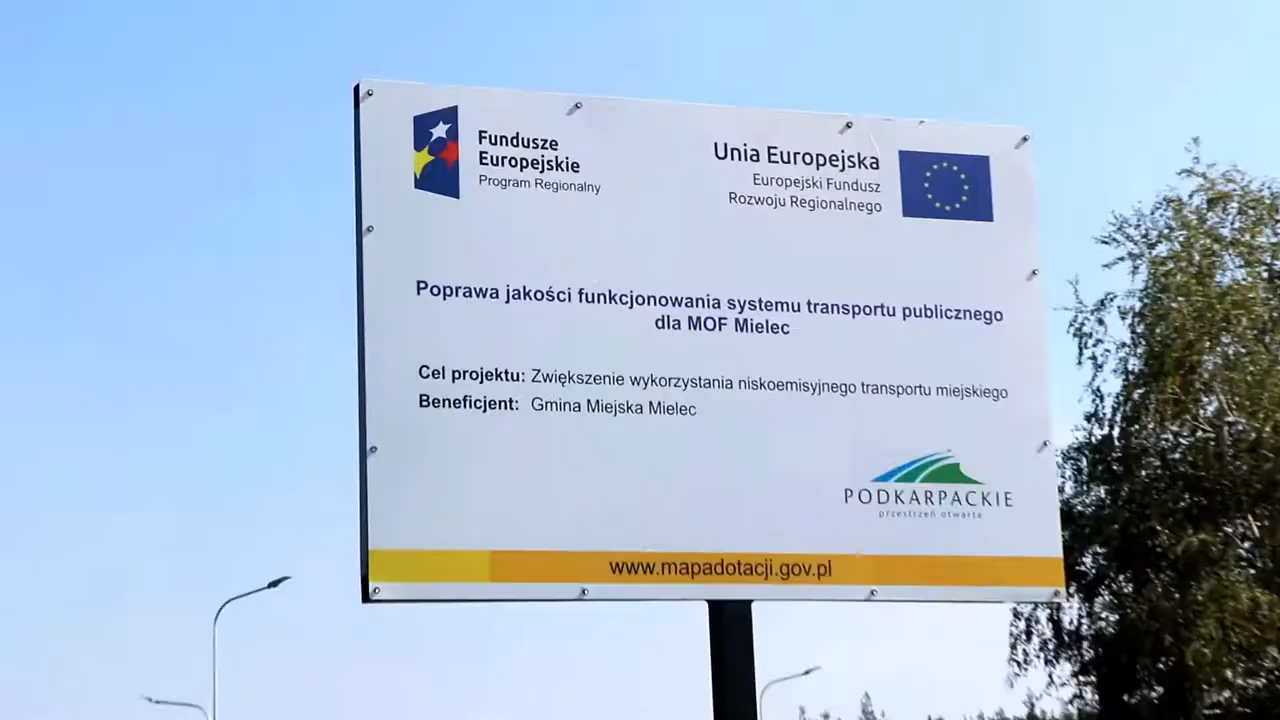 Fundusze
Europejskie
Program Regionalny
Unia Europejska
Europejski Fundusz
Rozwoju Regionalnego
Poprawa jakości funkcjonowania systemu transportu publicznego
dla MOF Mielec
Cel projektu: Zwiększenie wykorzystania niskoemisyjnego transportu miejskiego
Beneficjent: Gmina Miejska Mielec
PODKARPACKIE
przestrzeń otwarta
www.mapadotacji.gov.pl